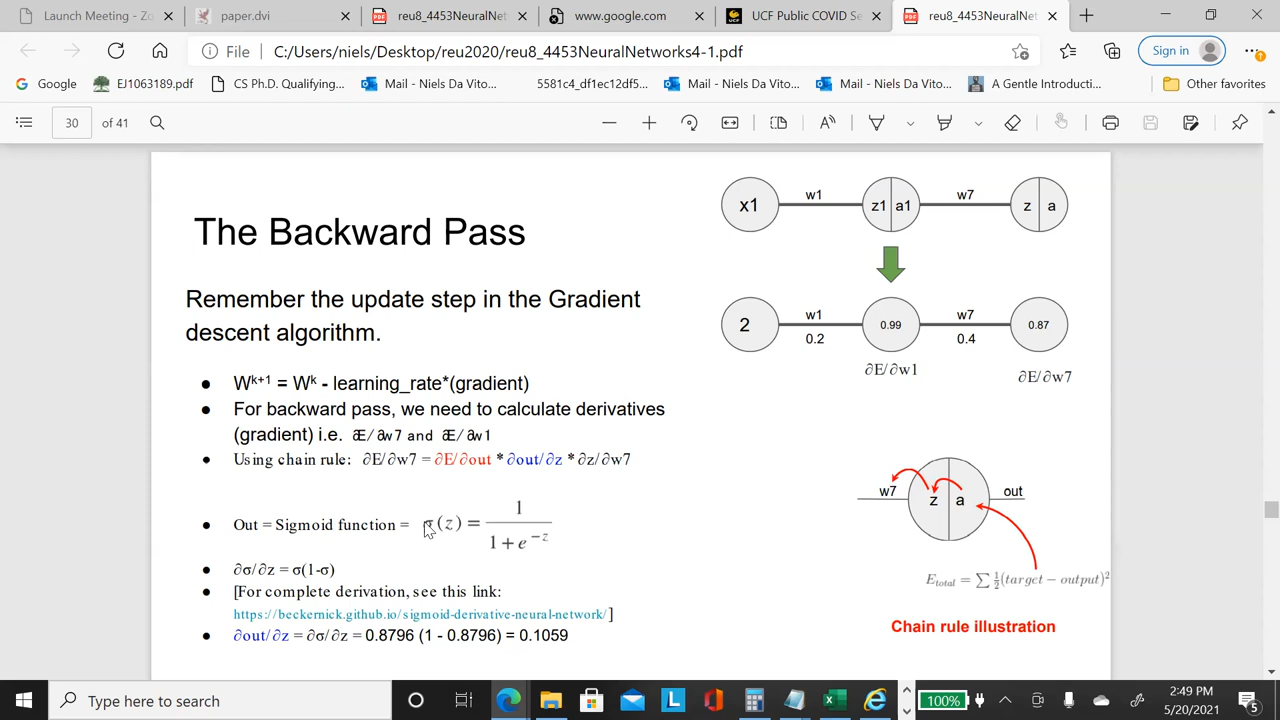 Launch Meeting - Zo
paper.dvi
reu8_4453NeuralNet
www.google.com
UCF Public COVID Se
reu8_4453NeuralNet
File
C:/Users/niels/Desktop/reu2020/reu8_4453NeuralNetworks4-1.pdf
Sign in
Google
EJ1063189.pdf
CS Ph.D. Qualifying...
Mail - Niels Da Vito...
5581c4_df1ec12df5...
Mail - Niels Da Vito...
Mail - Niels Da Vito...
A Gentle Introducti...
Other favorites
30 of 41
The Backward Pass
Remember the update step in the Gradient
descent algorithm.
● Wᵏ⁺¹ = Wᵏ - learning_rate*(gradient)
● For backward pass, we need to calculate derivatives
(gradient) i.e. Æ/∂w7 and Æ/∂w1
● Using chain rule: ∂E/∂w7 = ∂E/∂out * ∂out/∂z * ∂z/∂w7
● Out = Sigmoid function = σ(z) = 1 / 1 + e⁻ᶻ
● ∂σ/∂z = σ(1-σ)
● [For complete derivation, see this link:
https://beckernick.github.io/sigmoid-derivative-neural-network/]
● ∂out/∂z = ∂σ/∂z = 0.8796 (1 - 0.8796) = 0.1059
x1 w1 z1 a1 w7 z a
2 w1 0.99 w7 0.87
0.2 0.4
∂E/∂w1
∂E/∂w7
w7 z a out
E total = ∑ ½(target − output)²
Chain rule illustration
Type here to search
100%
2:49 PM
5/20/2021
5